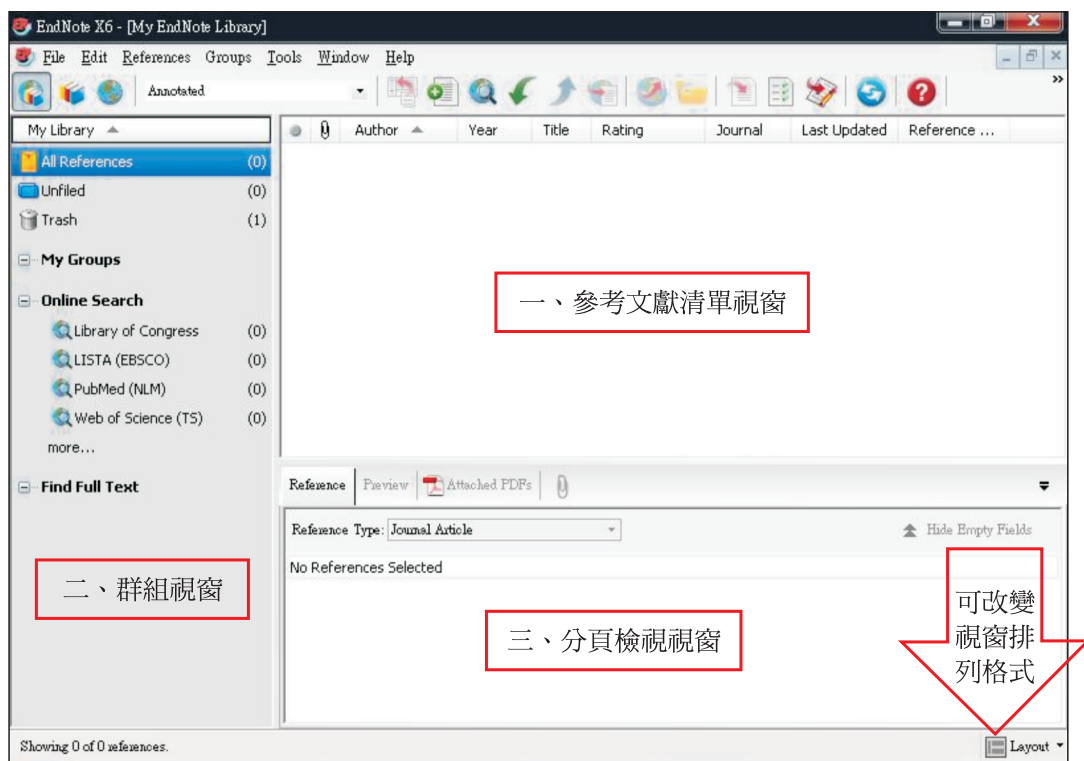 EndNote X6 - [My EndNote Library]
File Edit References Groups Tools Window Help
Annotated
My Library
Author Year Title Rating Journal Last Updated Reference ...
All References (0)
Unfiled (0)
Trash (1)
My Groups
一、參考文獻清單視窗
Online Search
Library of Congress (0)
LISTA (EBSCO) (0)
PubMed (NLM) (0)
Web of Science (TS) (0)
more...
Find Full Text
Reference Preview Attached PDFs
Reference Type: Journal Article Hide Empty Fields
No References Selected
二、群組視窗
三、分頁檢視視窗
可改變
視窗排
列格式
Showing 0 of 0 references.
Layout